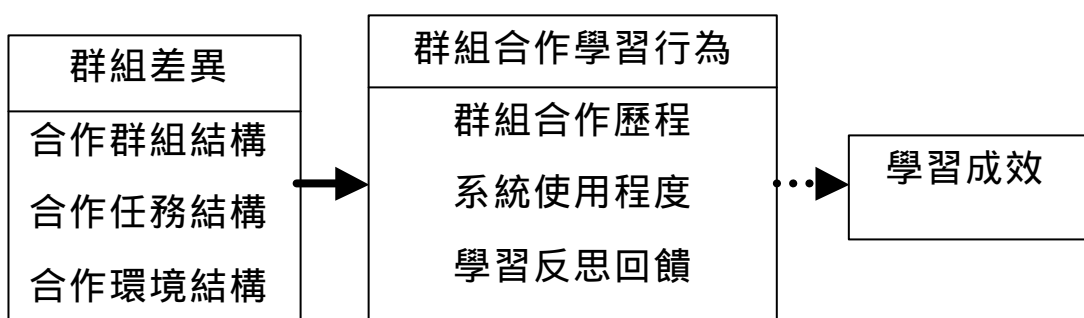 群組差異
合作群組結構
合作任務結構
合作環境結構
群組合作學習行為
群組合作歷程
系統使用程度
學習反思回饋
學習成效